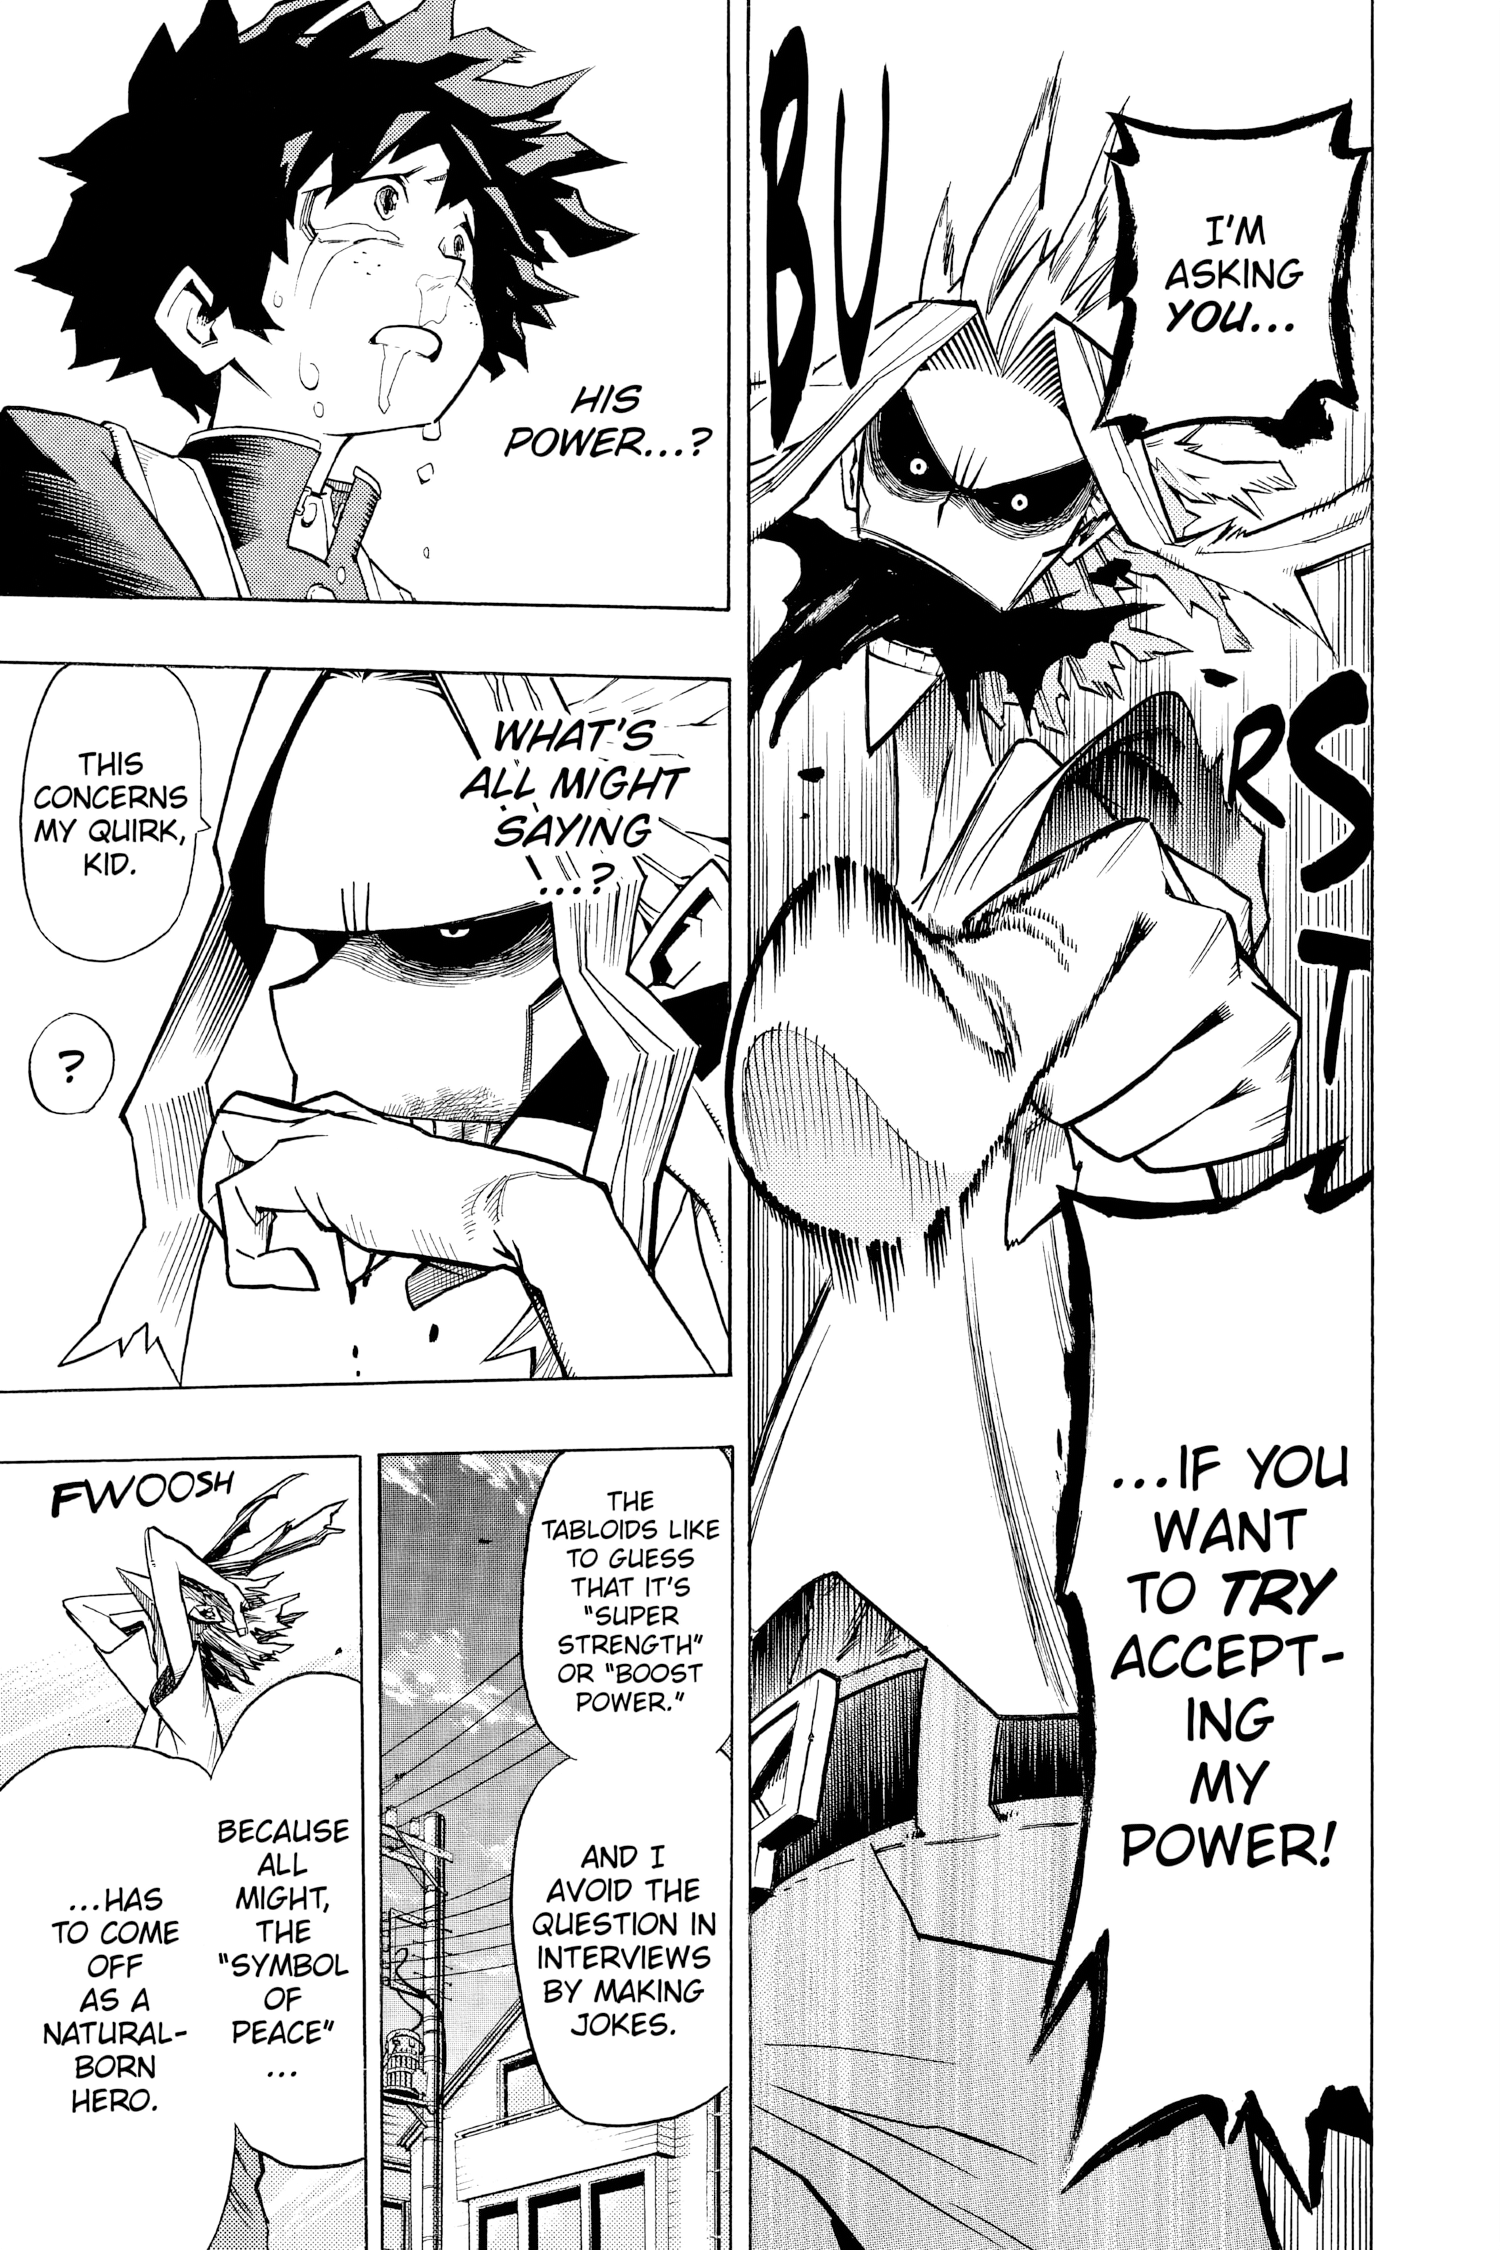 I'M
ASKING
YOU...
BU
RST
...IF YOU
WANT
TO TRY
ACCEPT-
ING
MY
POWER!
HIS
POWER...?
WHAT'S
ALL MIGHT
SAYING
...?
THIS
CONCERNS
MY QUIRK,
KID.
?
THE
TABLOIDS LIKE
TO GUESS
THAT IT'S
"SUPER
STRENGTH"
OR "BOOST
POWER."
AND I
AVOID THE
QUESTION IN
INTERVIEWS
BY MAKING
JOKES.
FWOOSH
BECAUSE
ALL
MIGHT,
THE
"SYMBOL
OF
PEACE"
...
...HAS
TO COME
OFF
AS A
NATURAL-
BORN
HERO.